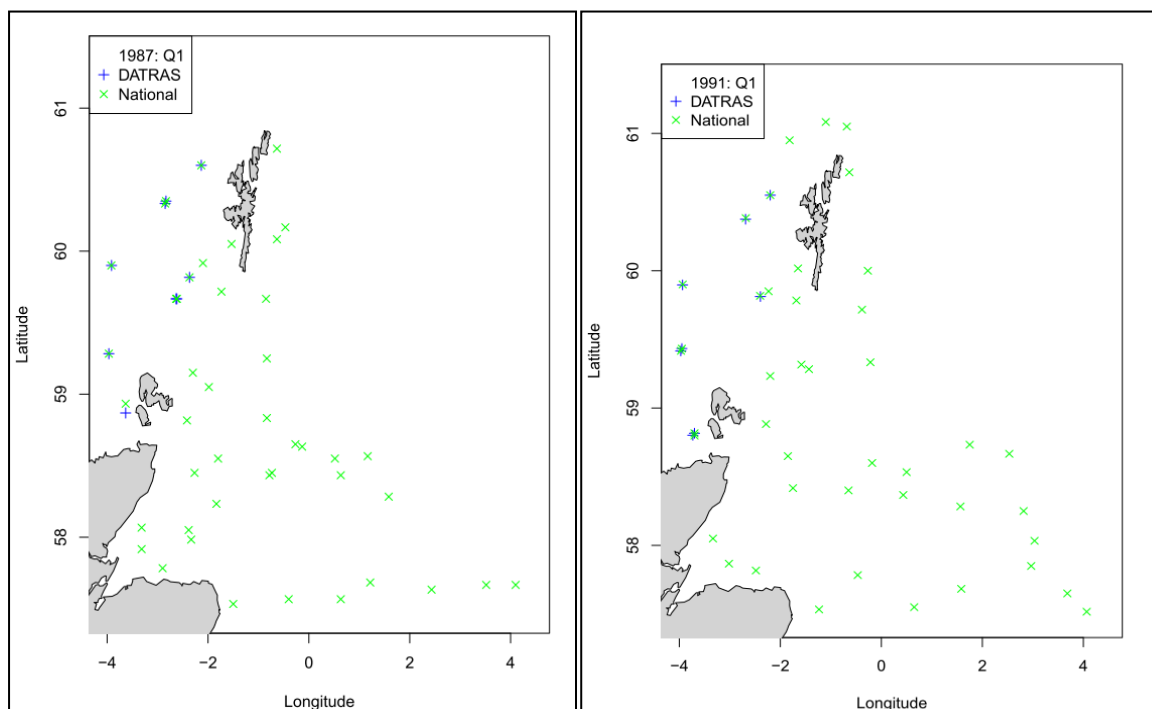 1987: Q1
DATRAS
National
61
60
59
58
Latitude
−4
−2
0
2
4
Longitude
1991: Q1
DATRAS
National
61
60
59
58
Latitude
−4
−2
0
2
4
Longitude